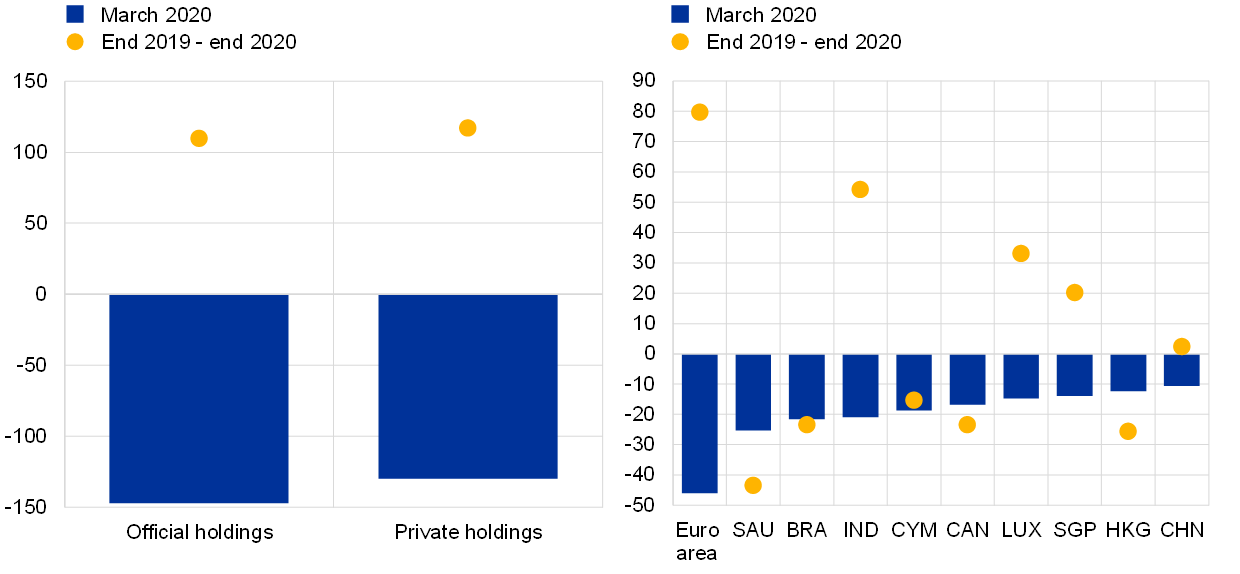 March 2020
End 2019 - end 2020
150
100
50
0
-50
-100
-150
Official holdings
Private holdings
March 2020
End 2019 - end 2020
90
80
70
60
50
40
30
20
10
0
-10
-20
-30
-40
-50
Euro area
SAU
BRA
IND
CYM
CAN
LUX
SGP
HKG
CHN